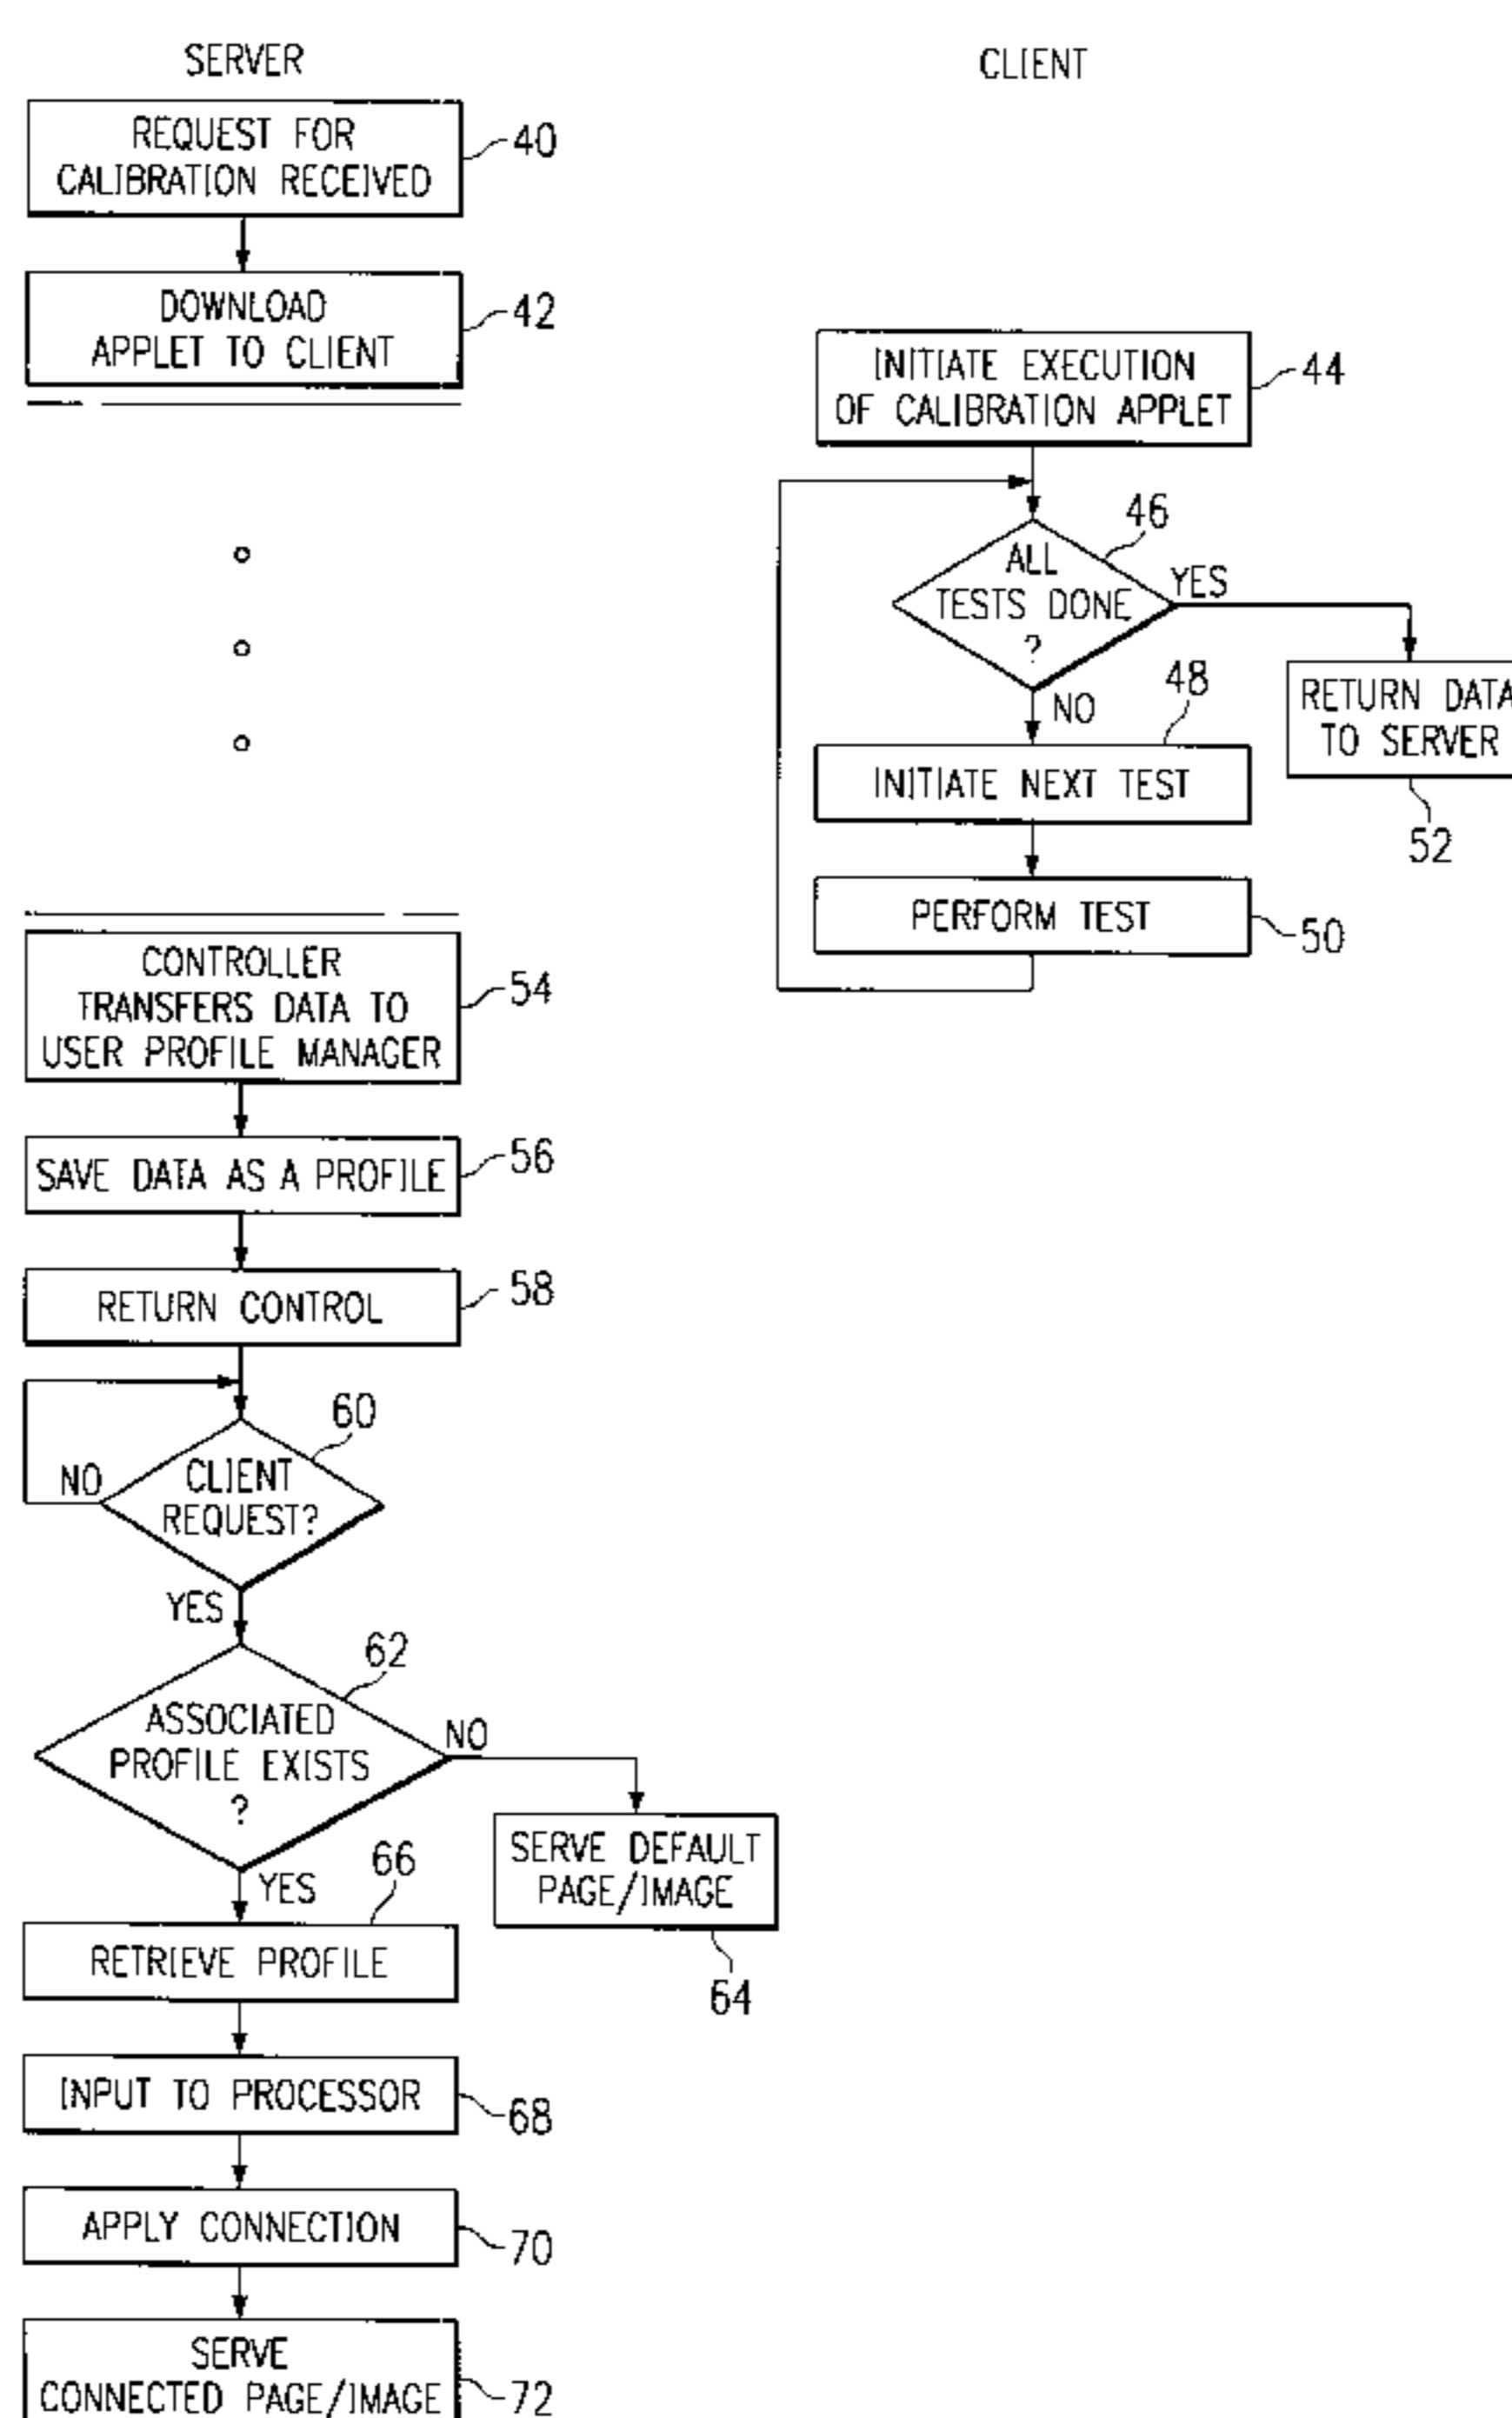 SERVER
REQUEST FOR
CALIBRATION RECEIVED
40
DOWNLOAD
APPLET TO CLIENT
42
CLIENT
INITIATE EXECUTION
OF CALIBRATION APPLET
44
46
ALL
TESTS DONE
?
YES
NO
48
RETURN DATA
TO SERVER
52
INITIATE NEXT TEST
PERFORM TEST
50
CONTROLLER
TRANSFERS DATA TO
USER PROFILE MANAGER
54
SAVE DATA AS A PROFILE
56
RETURN CONTROL
58
60
CLIENT
REQUEST?
NO
YES
62
ASSOCIATED
PROFILE EXISTS
?
NO
YES
SERVE DEFAULT
PAGE/IMAGE
64
66
RETRIEVE PROFILE
INPUT TO PROCESSOR
68
APPLY CONNECTION
70
SERVE
CONNECTED PAGE/IMAGE
72